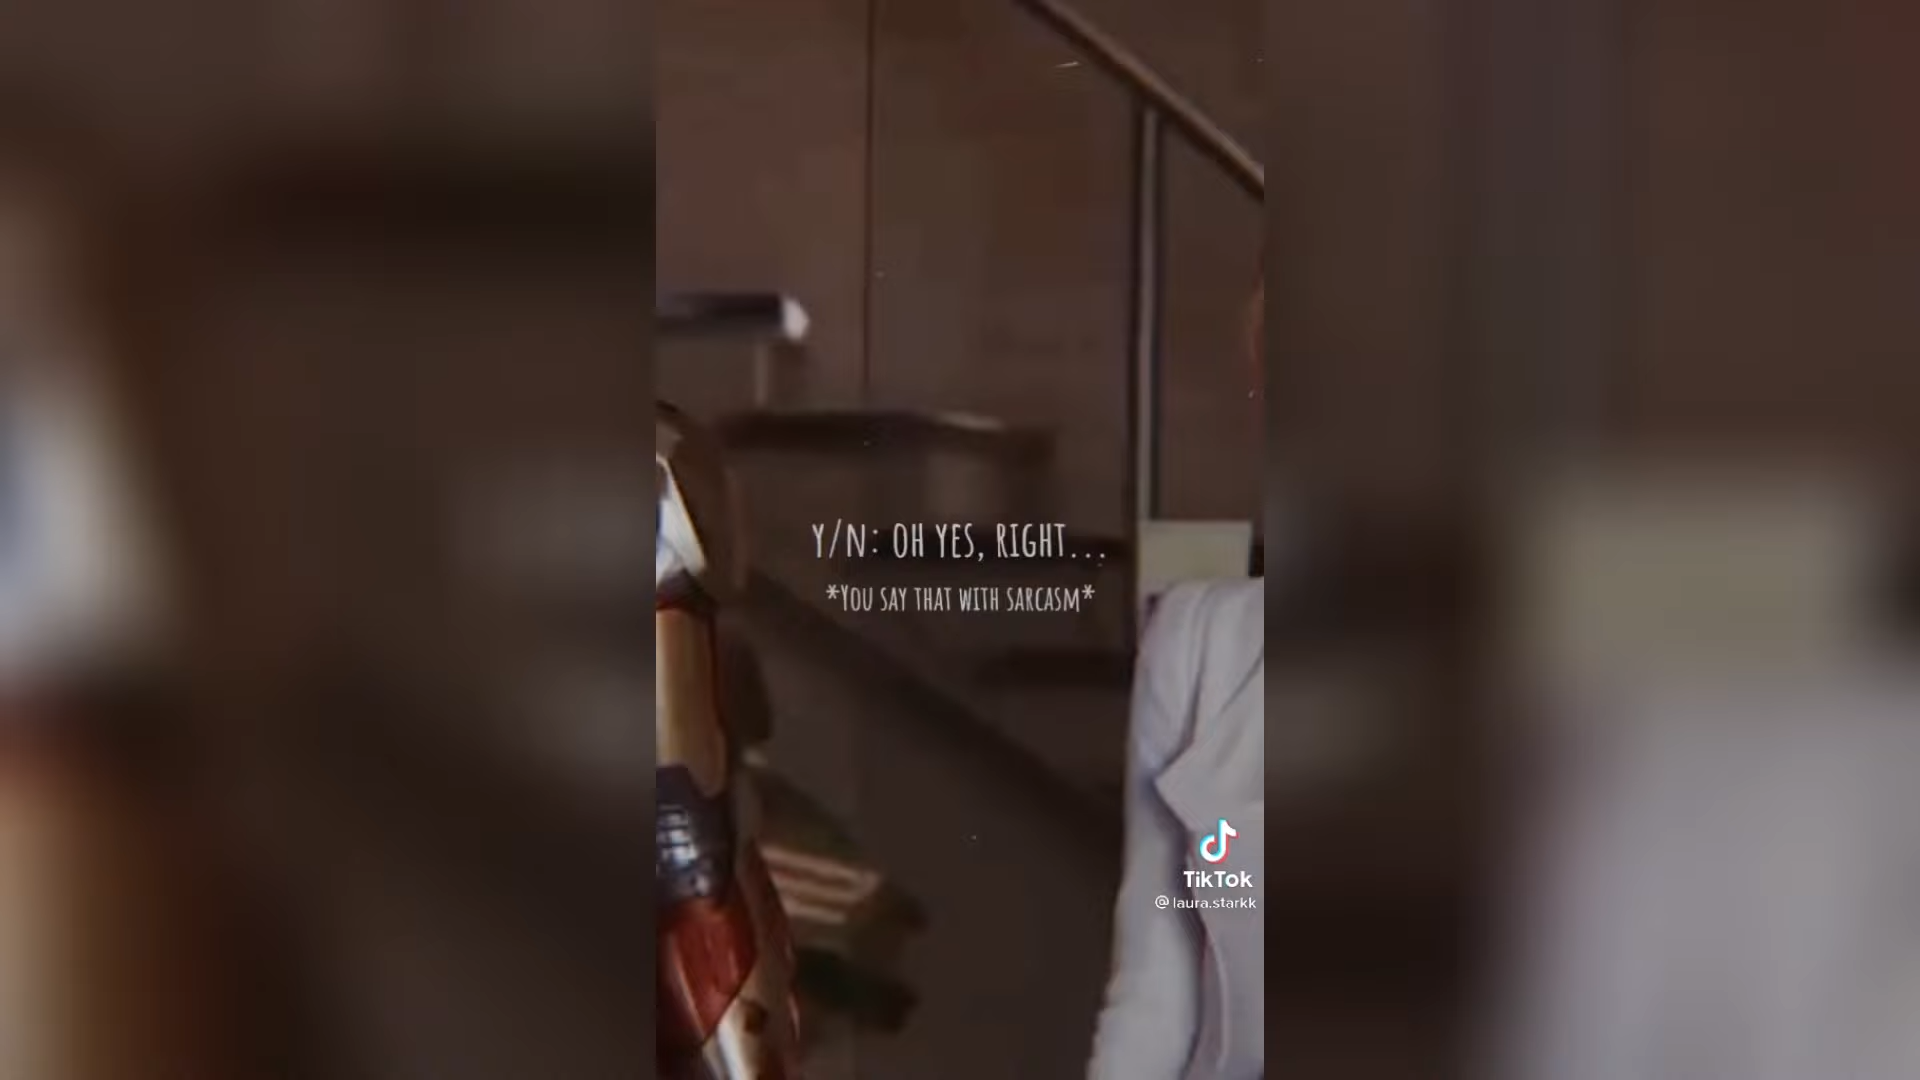 Y/N: OH YES, RIGHT...
*YOU SAY THAT WITH SARCASM*
TikTok
@laura.starkk